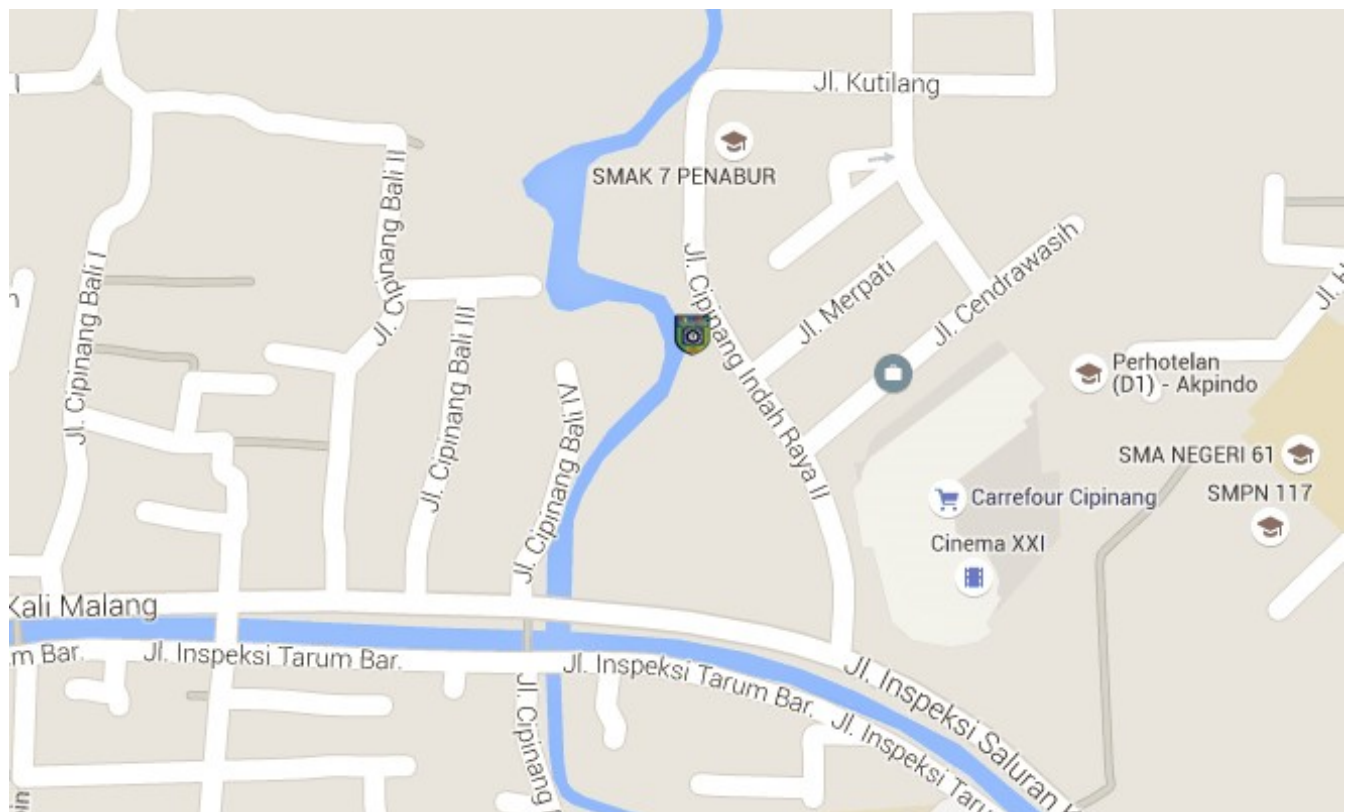 Jl. Kutilang
SMAK 7 PENABUR
Jl. Cipinang Bali II
Jl. Cipinang Bali I
Jl. Cipinang Indah Raya II
Jl. Merpati
Jl. Cendrawasih
Jl. Cipinang Bali III
Jl. Cipinang Bali IV
Perhotelan
(D1) - Akpindo
SMA NEGERI 61
SMPN 117
Carrefour Cipinang
Cinema XXI
Kali Malang
Bar.
Jl. Inspeksi Tarum Bar.
Jl. Inspeksi Tarum Bar.
Jl. Inspeksi Saluran
Jl. Cipinang
Jl. Inspeksi